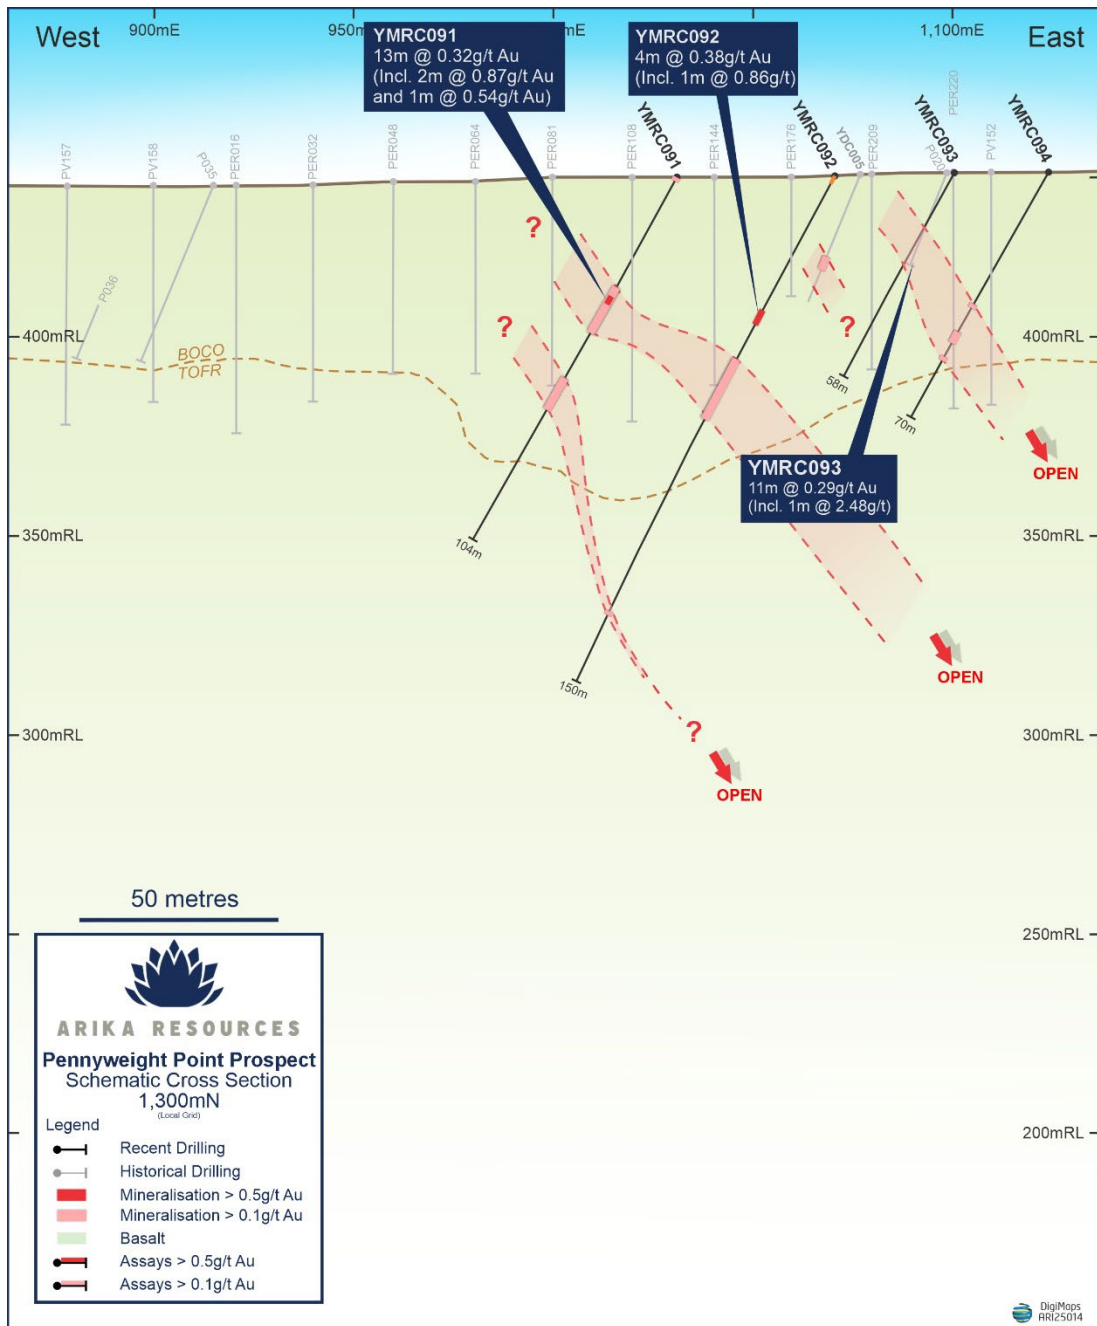 West
900mE
950m
mE
1,100mE
East
YMRC091
13m @ 0.32g/t Au
(Incl. 2m @ 0.87g/t Au
and 1m @ 0.54g/t Au)
YMRC092
4m @ 0.38g/t Au
(Incl. 1m @ 0.86g/t)
PV157
PV158
P035
PER016
PER032
PER048
PER064
PER081
PER108
YMRC091
PER144
PER176
YMRC092
YDC005
PER209
YMRC093
P020
PER220
PV152
YMRC094
P036
?
?
?
400mRL
400mRL
BOCO
TOFR
58m
70m
YMRC093
11m @ 0.29g/t Au
(Incl. 1m @ 2.48g/t)
OPEN
350mRL
104m
350mRL
150m
OPEN
300mRL
?
300mRL
OPEN
50 metres
250mRL
250mRL
ARIKA RESOURCES
Pennyweight Point Prospect
Schematic Cross Section
1,300mN
(Local Grid)
Legend
Recent Drilling
Historical Drilling
Mineralisation > 0.5g/t Au
Mineralisation > 0.1g/t Au
Basalt
Assays > 0.5g/t Au
Assays > 0.1g/t Au
200mRL
DigiMaps
ARI25014